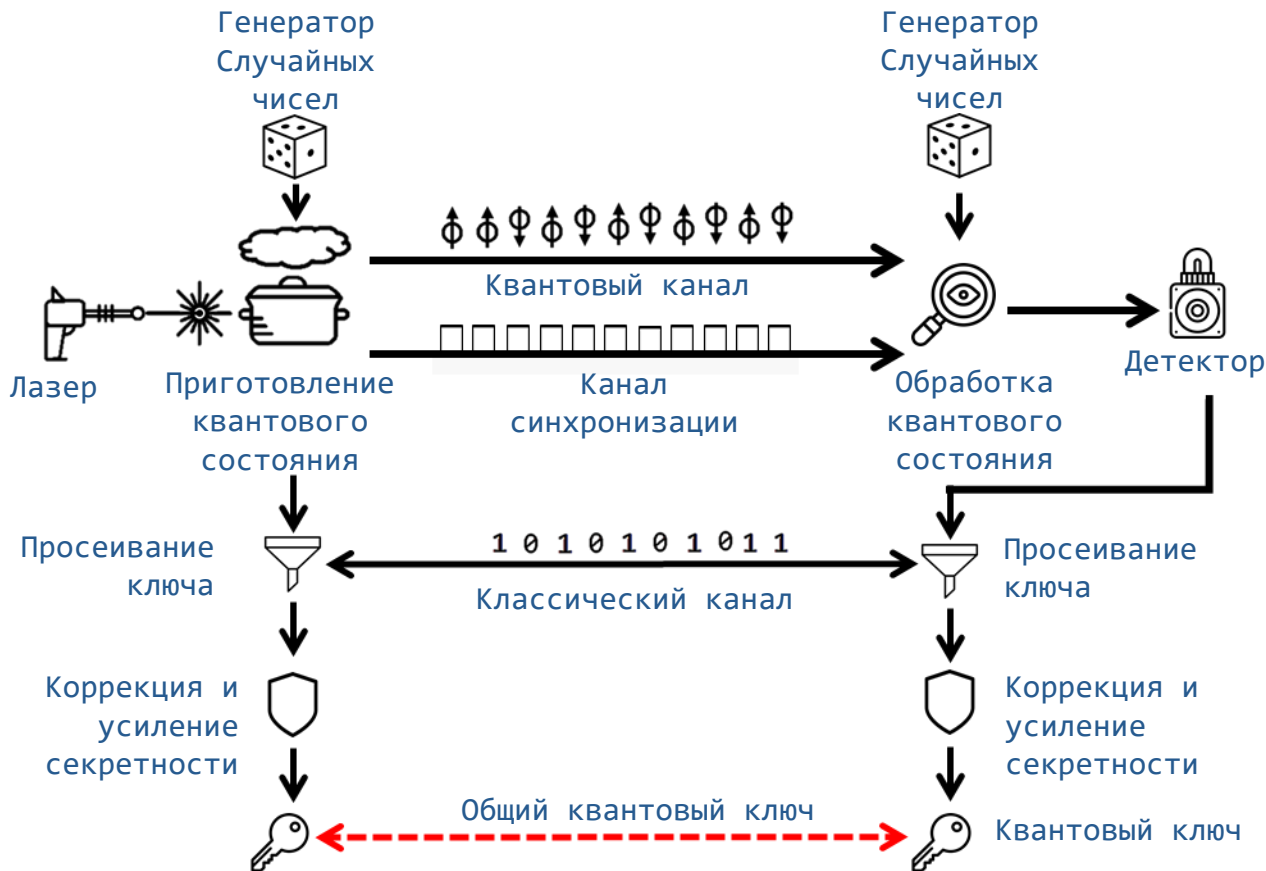 Генератор
Случайных
чисел
Генератор
Случайных
чисел
Квантовый канал
Лазер
Приготовление
квантового
состояния
Канал
синхронизации
Обработка
квантового
состояния
Детектор
Просеивание
ключа
1 0 1 0 1 0 1 0 1 1
Классический канал
Просеивание
ключа
Коррекция и
усиление
секретности
Коррекция и
усиление
секретности
Общий квантовый ключ
Квантовый ключ